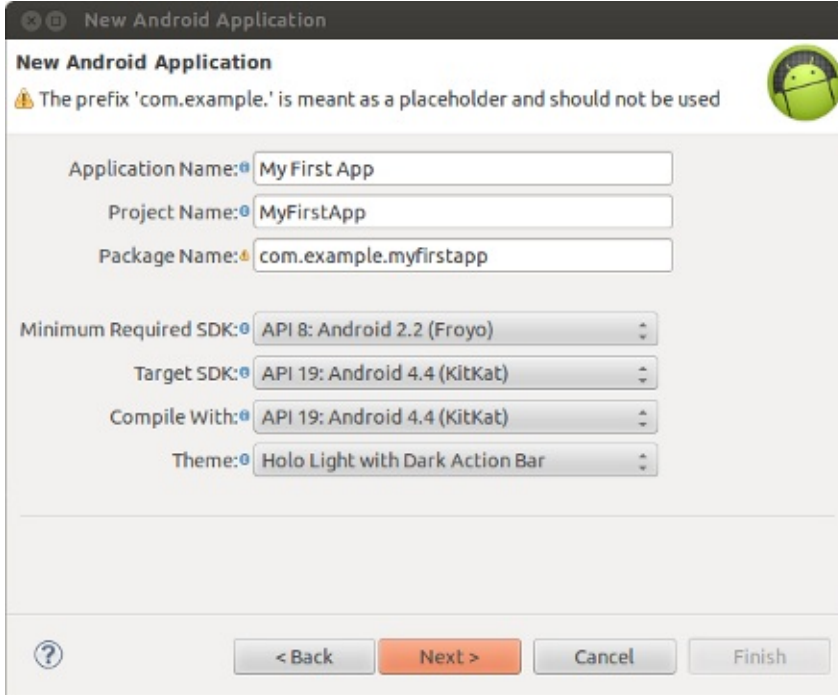 New Android Application
New Android Application
The prefix 'com.example.' is meant as a placeholder and should not be used
Application Name: My First App
Project Name: MyFirstApp
Package Name: com.example.myfirstapp
Minimum Required SDK: API 8: Android 2.2 (Froyo)
Target SDK: API 19: Android 4.4 (KitKat)
Compile With: API 19: Android 4.4 (KitKat)
Theme: Holo Light with Dark Action Bar
? < Back Next > Cancel Finish